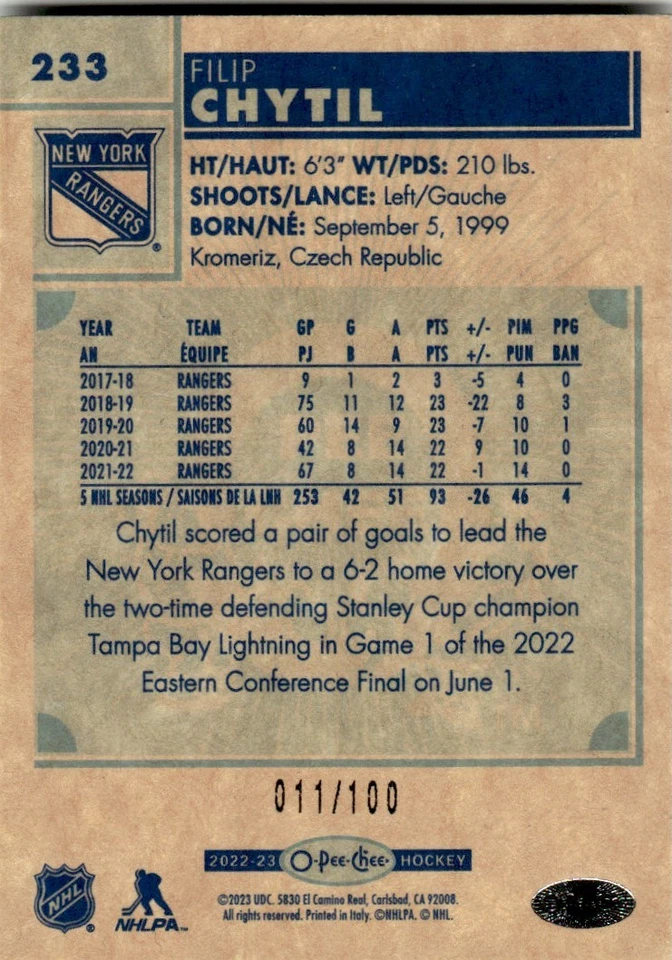 233
FILIP
CHYTIL
NEW YORK
RANGERS
HT/HAUT: 6'3" WT/PDS: 210 lbs.
SHOOTS/LANCE: Left/Gauche
BORN/NÉ: September 5, 1999
Kromeriz, Czech Republic
YEAR TEAM GP G A PTS +/- PIM PPG
AN ÉQUIPE PJ B A PTS +/- PUN BAN
2017-18 RANGERS 9 1 2 3 -5 4 0
2018-19 RANGERS 75 11 12 23 -22 8 3
2019-20 RANGERS 60 14 9 23 -7 10 1
2020-21 RANGERS 42 8 14 22 9 10 0
2021-22 RANGERS 67 8 14 22 -1 14 0
5 NHL SEASONS / SAISONS DE LA LNH 253 42 51 93 -26 46 4
Chytil scored a pair of goals to lead the
New York Rangers to a 6-2 home victory over
the two-time defending Stanley Cup champion
Tampa Bay Lightning in Game 1 of the 2022
Eastern Conference Final on June 1.
011/100
2022-23 O-Pee-Chee HOCKEY
NHL
NHLPA
©2023 UDC. 5830 El Camino Real, Carlsbad, CA 92008.
All rights reserved. Printed in Italy. ©NHLPA. © NHL.